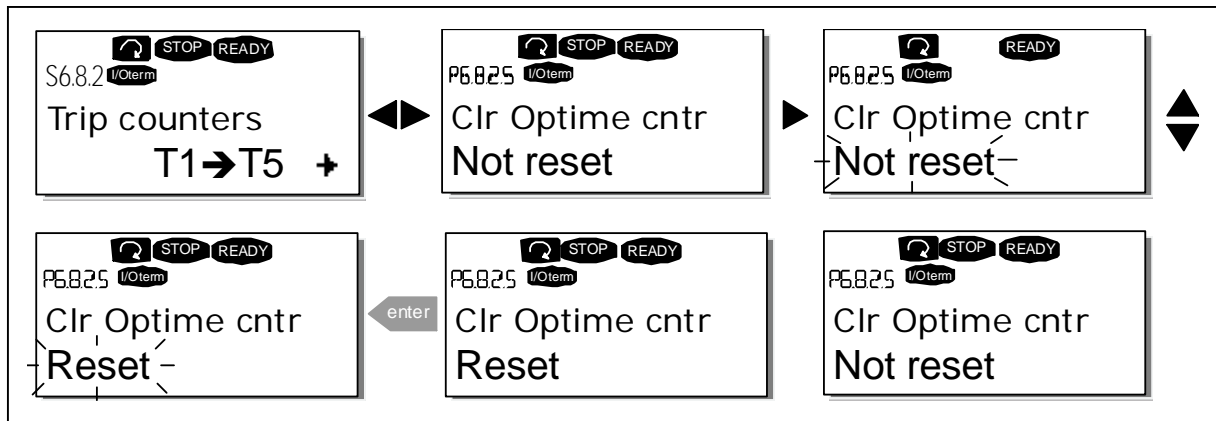 STOP READY
S6.8.2 I/Oterm
Trip counters
T1➔T5
STOP READY
P6.8.2.5 I/Oterm
Clr Optime cntr
Not reset
READY
P6.8.2.5 I/Oterm
Clr Optime cntr
Not reset
STOP READY
P6.8.2.5 I/Oterm
Clr Optime cntr
Reset
enter
STOP READY
P6.8.2.5 I/Oterm
Clr Optime cntr
Reset
STOP READY
P6.8.2.5 I/Oterm
Clr Optime cntr
Not reset